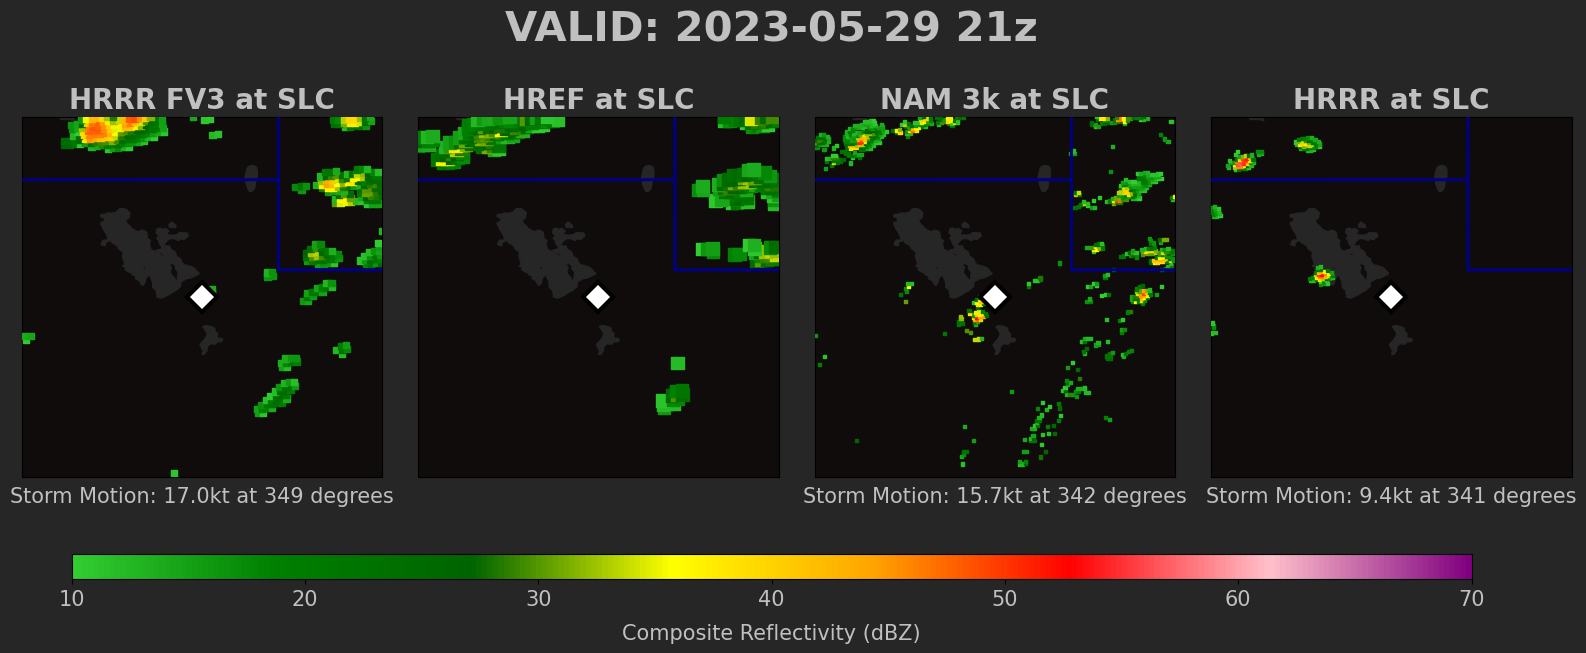 VALID: 2023-05-29 21z
HRRR FV3 at SLC
HREF at SLC
NAM 3k at SLC
HRRR at SLC
Storm Motion: 17.0kt at 349 degrees
Storm Motion: 15.7kt at 342 degrees
Storm Motion: 9.4kt at 341 degrees
10 20 30 40 50 60 70
Composite Reflectivity (dBZ)